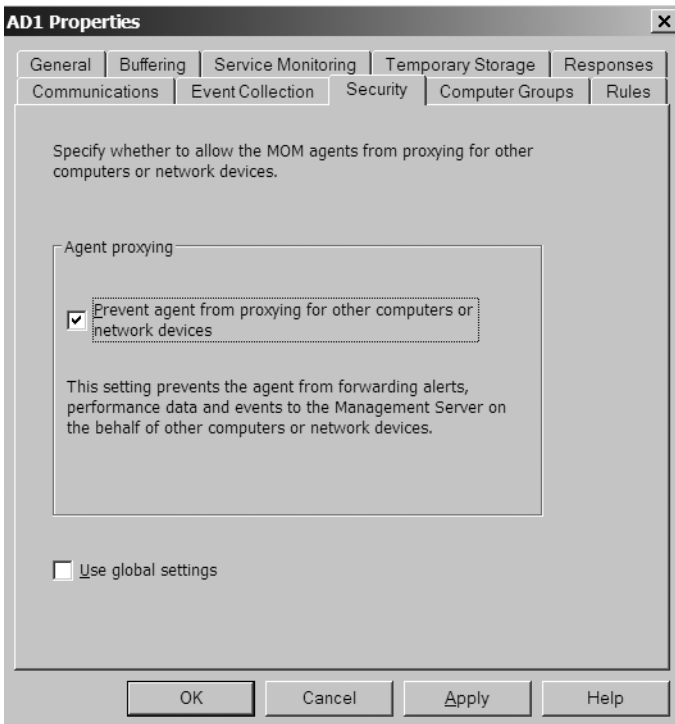 AD1 Properties
General Buffering Service Monitoring Temporary Storage Responses
Communications Event Collection Security Computer Groups Rules
Specify whether to allow the MOM agents from proxying for other
computers or network devices.
Agent proxying
Prevent agent from proxying for other computers or
network devices
This setting prevents the agent from forwarding alerts,
performance data and events to the Management Server on
the behalf of other computers or network devices.
Use global settings
OK Cancel Apply Help